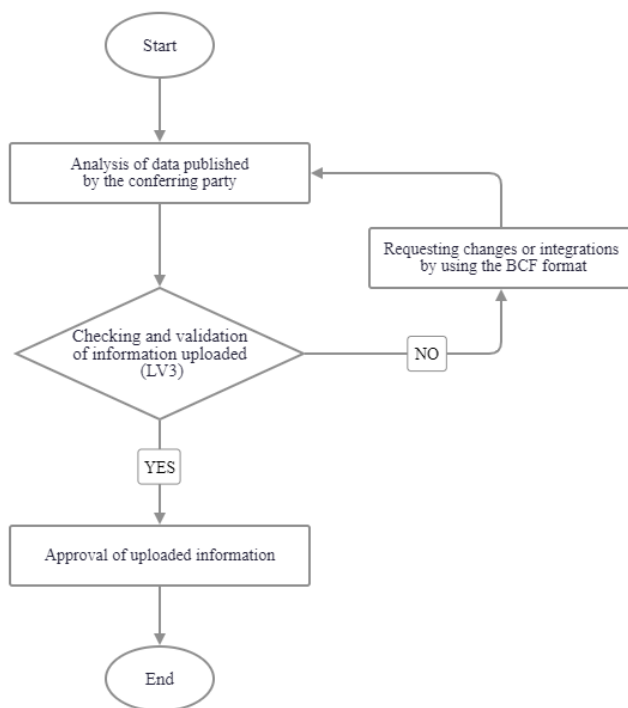 Start
Analysis of data published
by the conferring party
Requesting changes or integrations
by using the BCF format
Checking and validation
of information uploaded
(LV3)
NO
YES
Approval of uploaded information
End